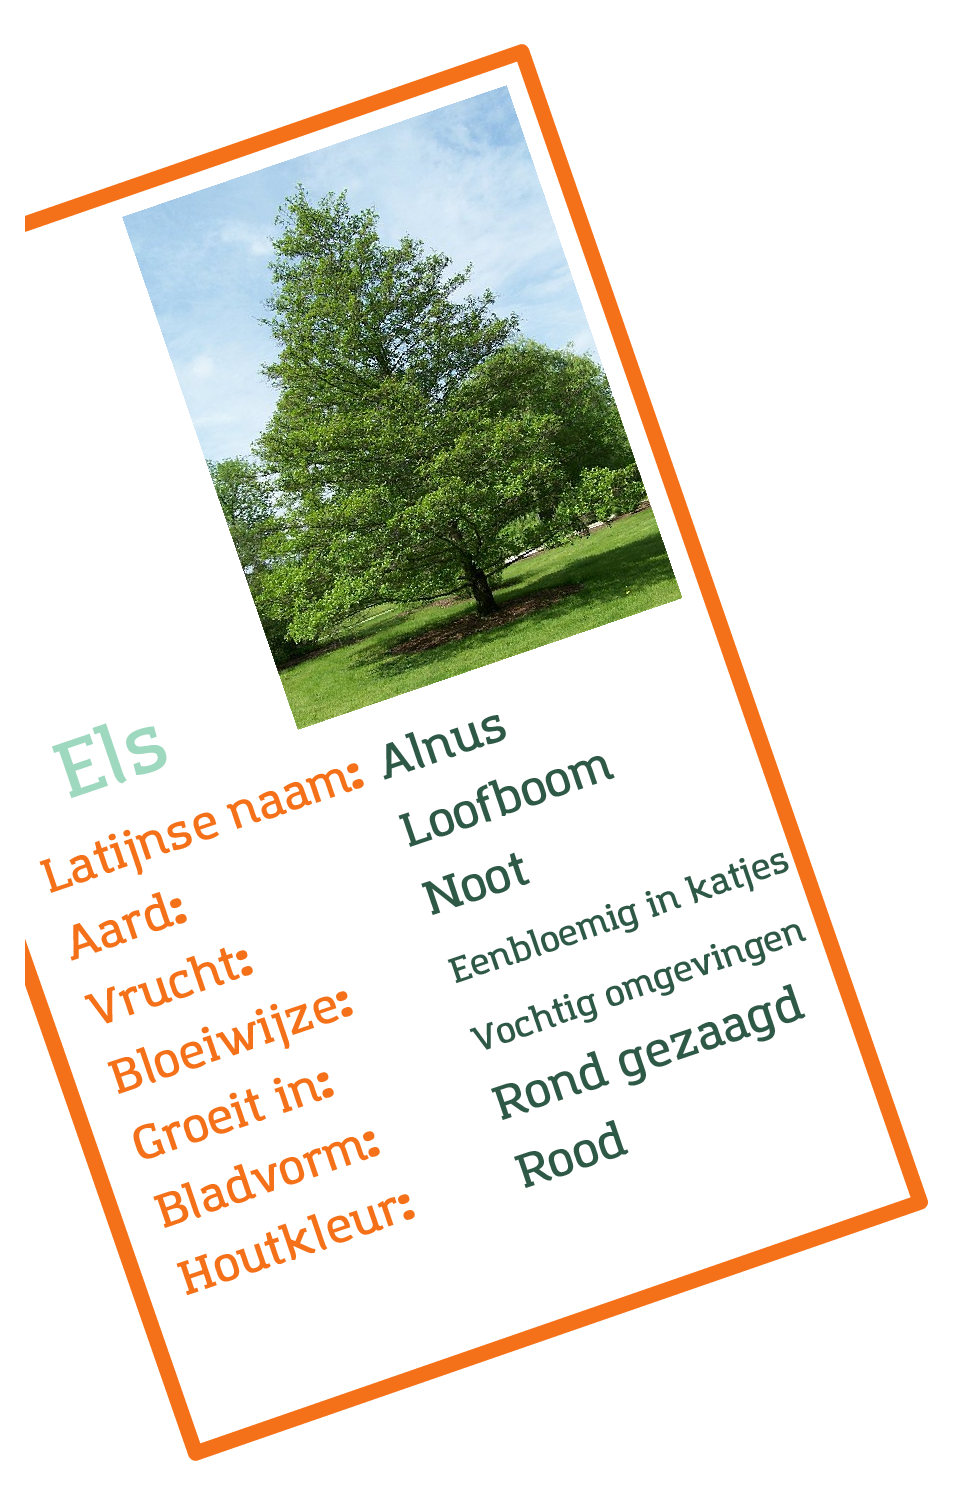 Els
Latijnse naam: Alnus
Aard: Loofboom
Vrucht: Noot
Bloeiwijze: Eenbloemig in katjes
Groeit in: Vochtig omgevingen
Bladvorm: Rond gezaagd
Houtkleur: Rood